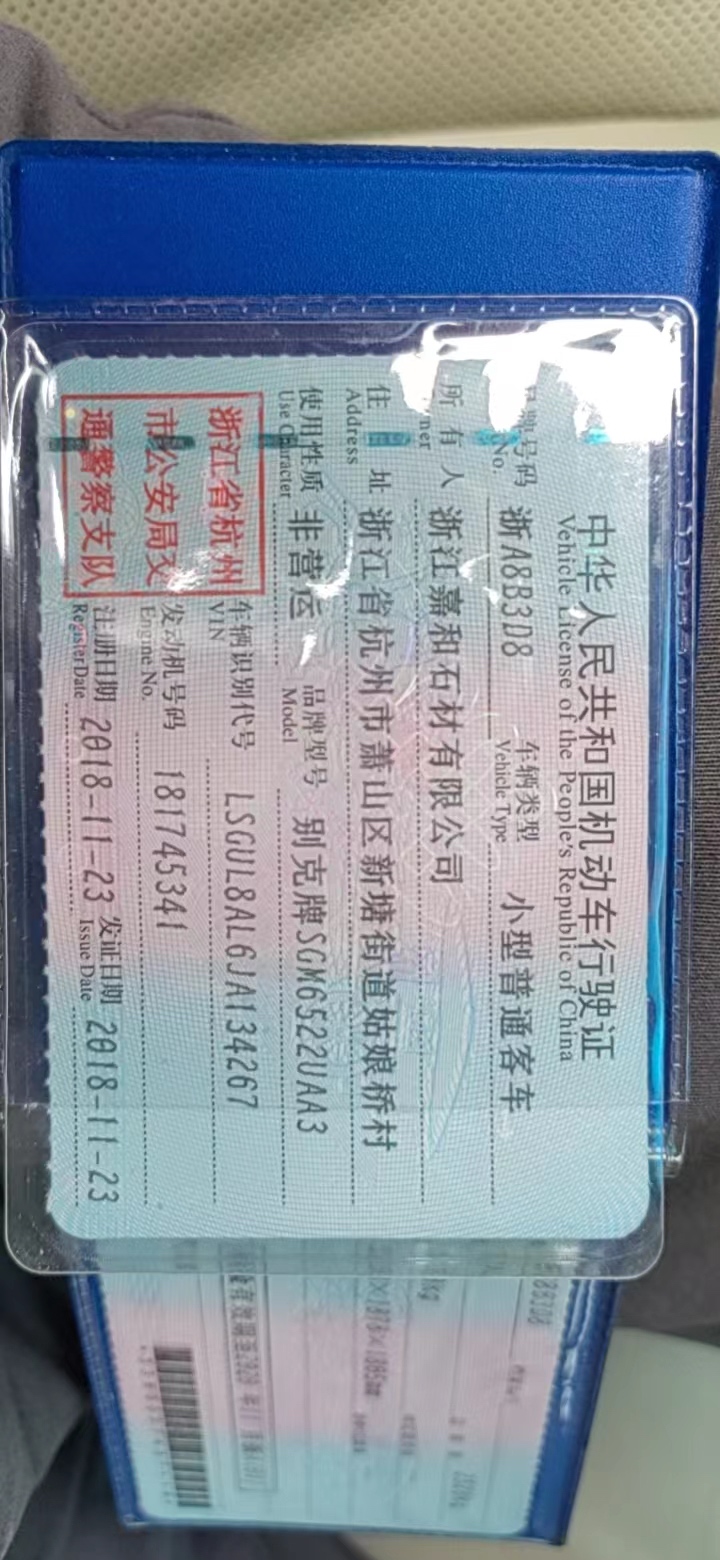 中华人民共和国机动车行驶证
Vehicle License of the People's Republic of China
号码 浙A8B3D8 车辆类型 小型普通客车
No. Vehicle Type
所有人 浙江嘉和石材有限公司
住址 浙江省杭州市萧山区新塘街道姑娘桥村
Address
使用性质 非营运 品牌型号 别克牌SGM6522UAA3
Use Character Model
浙江省杭州
市公安局交
通警察支队
车辆识别代号 LSGUL8AL6JA134267
VIN
发动机号码 181745341
Engine No.
注册日期 2018-11-23 发证日期 2018-11-23
Register Date Issue Date